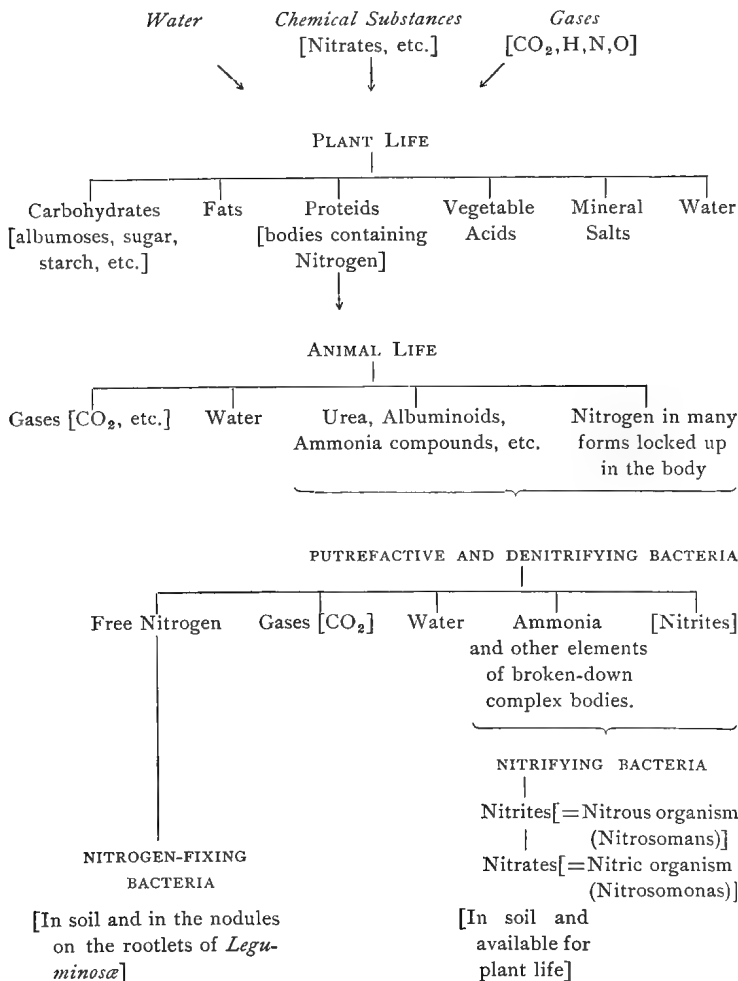 Water Chemical Substances Gases
[Nitrates, etc.] [CO₂,H,N,O]
PLANT LIFE
Carbohydrates Fats Proteids Vegetable Mineral Water
[albumoses, sugar, [bodies containing Acids Salts
starch, etc.] Nitrogen]
ANIMAL LIFE
Gases [CO₂, etc.] Water Urea, Albuminoids, Nitrogen in many
Ammonia compounds, etc. forms locked up
in the body
PUTREFACTIVE AND DENITRIFYING BACTERIA
Free Nitrogen Gases [CO₂] Water Ammonia [Nitrites]
and other elements
of broken-down
complex bodies.
NITRIFYING BACTERIA
Nitrites[=Nitrous organism
(Nitrosomans)]
Nitrates[=Nitric organism
(Nitrosomonas)]
NITROGEN-FIXING
BACTERIA
[In soil and in the nodules
on the rootlets of Legu-
minosæ]
[In soil and
available for
plant life]